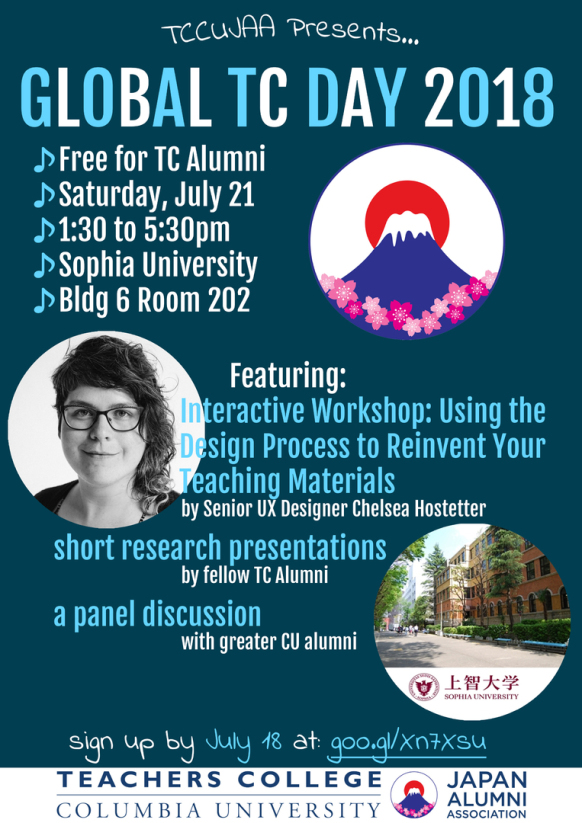 TCCUJAA Presents...
GLOBAL TC DAY 2018
Free for TC Alumni
Saturday, July 21
1:30 to 5:30pm
Sophia University
Bldg 6 Room 202
Featuring:
Interactive Workshop: Using the
Design Process to Reinvent Your
Teaching Materials
by Senior UX Designer Chelsea Hostetter
short research presentations
by fellow TC Alumni
a panel discussion
with greater CU alumni
上智大学
SOPHIA UNIVERSITY
sign up by July 18 at: goo.gl/Xn7XSU
TEACHERS COLLEGE
COLUMBIA UNIVERSITY
JAPAN
ALUMNI
ASSOCIATION